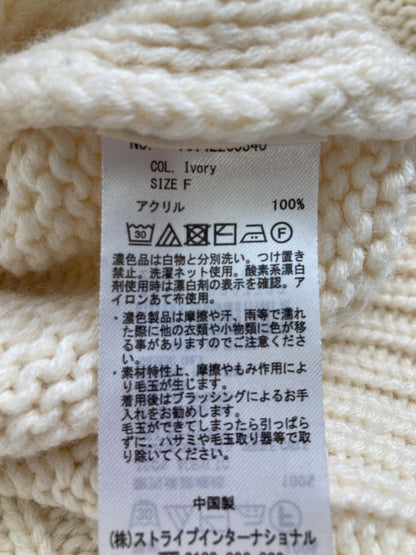 COL. Ivory
SIZE F
アクリル 100%
30 F
濃色品は白物と分別洗い。つけ置き
禁止。洗濯ネット使用。酸素系漂白
剤使用時は漂白剤の表示を確認。ア
イロンあて布使用。
・濃色製品は摩擦や汗、雨等で濡れ
た際に他の衣類や小物類に色が移
る事がありますのでご注意くださ
い。
・素材特性上、摩擦やもみ作用によ
り毛玉が生じます。
着用後はブラッシングによるお手
入れをお勧めします。
毛玉ができてしまったら引っぱら
ずに、ハサミや毛玉取り器等で取
り除いてください。
中国製
(株)ストライプインターナショナル